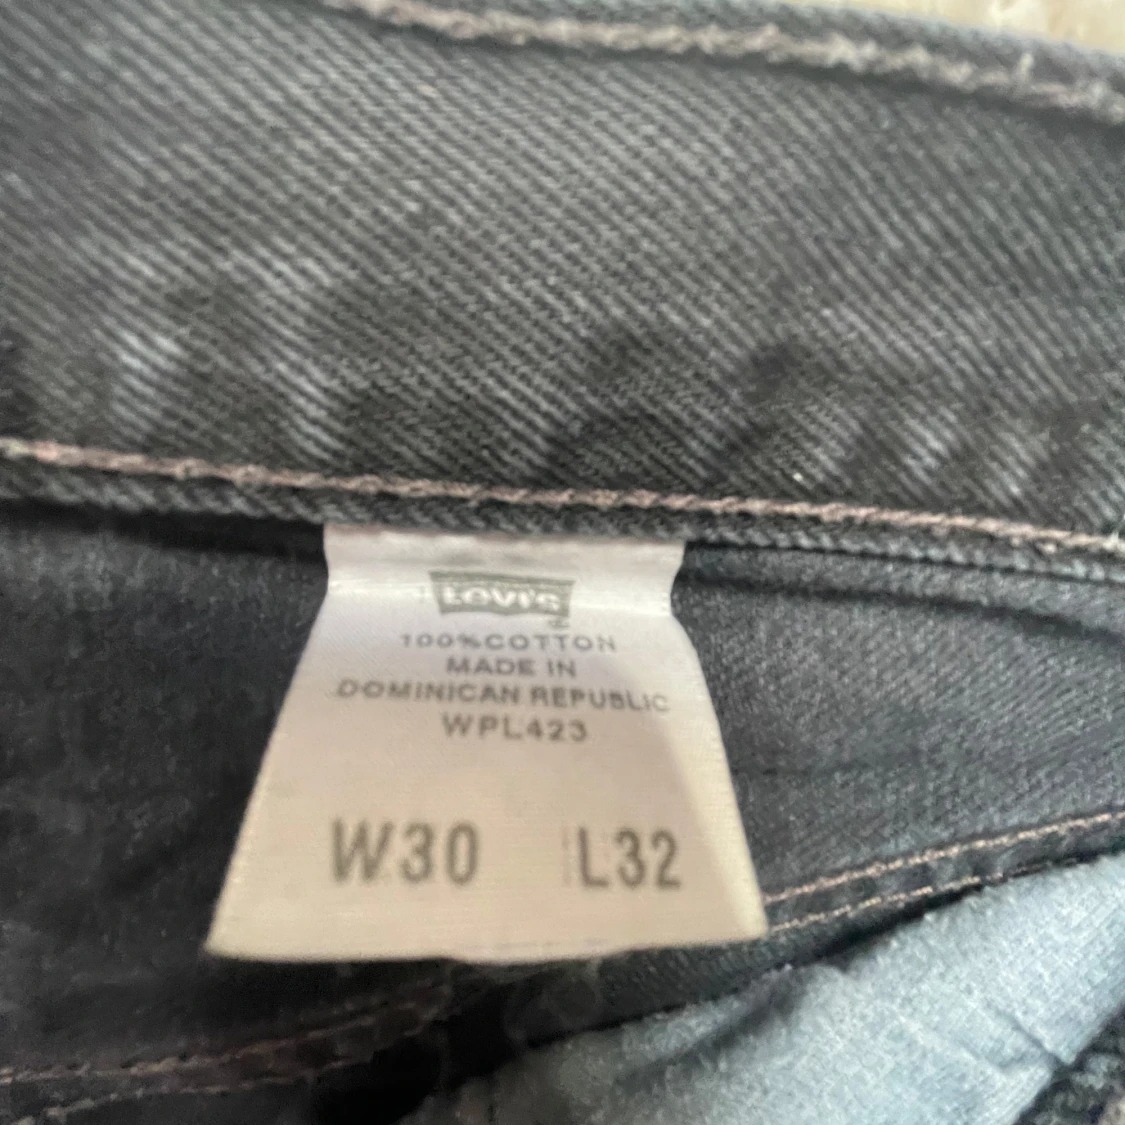 Levi's
100%COTTON
MADE IN
DOMINICAN REPUBLIC
WPL423
W30 L32